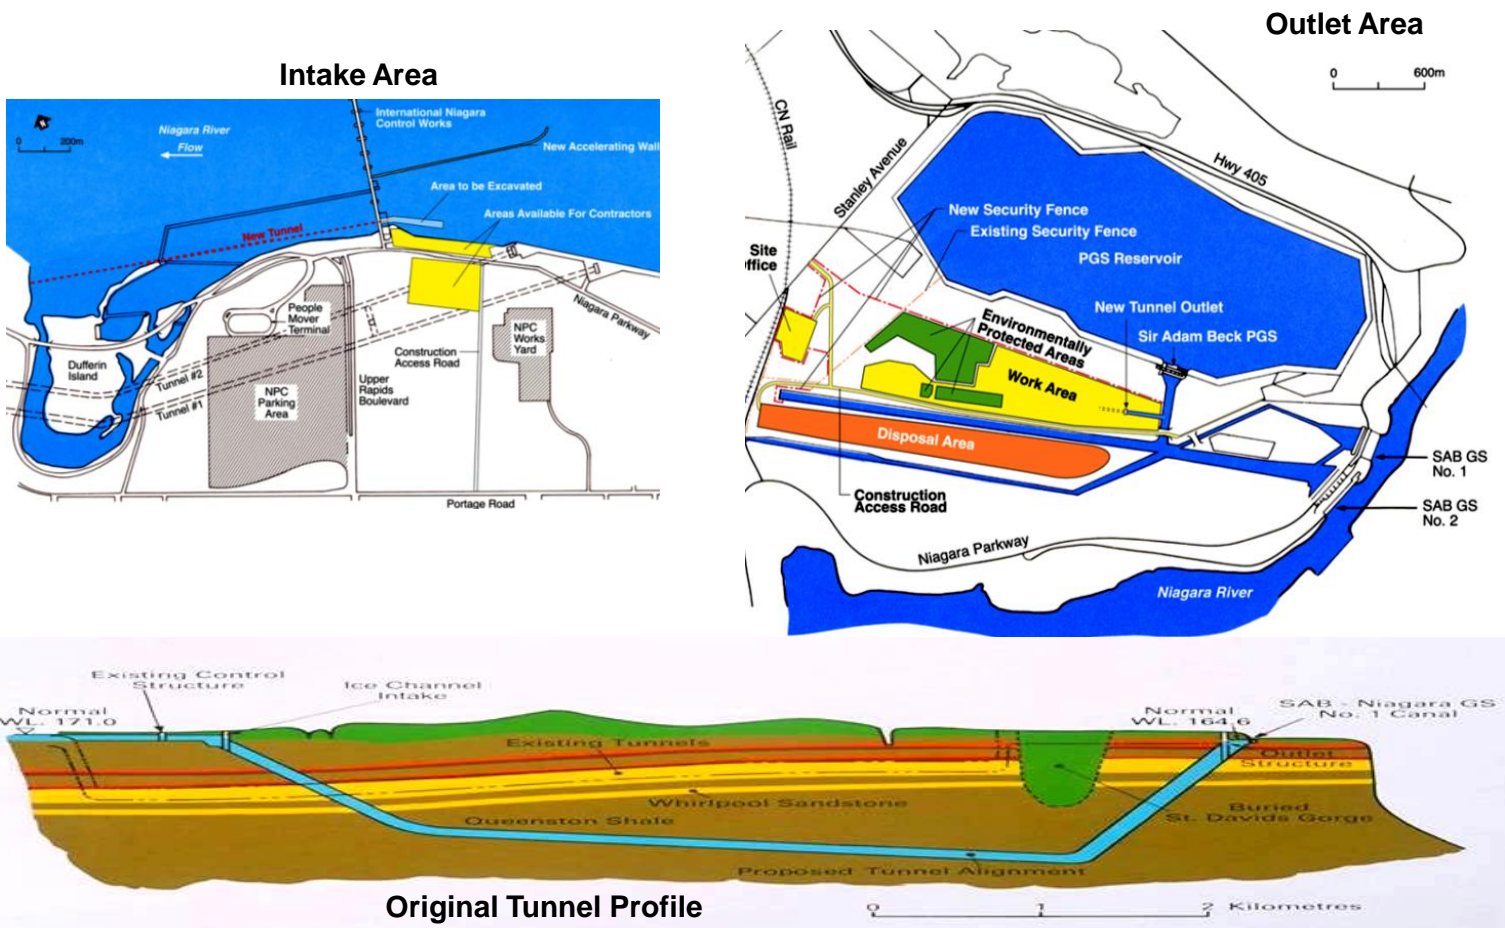 Outlet Area
Intake Area
0
600m
0
200m
Niagara River
Flow
International Niagara
Control Works
New Accelerating Wall
Area to be Excavated
Areas Available For Contractors
New Tunnel
People
Mover
Terminal
NPC
Works
Yard
Niagara Parkway
Construction
Access Road
Dufferin
Island
Tunnel #2
Tunnel #1
NPC
Parking
Area
Upper
Rapids
Boulevard
Portage Road
CN Rail
Stanley Avenue
Hwy 405
New Security Fence
Existing Security Fence
Site
ffice
PGS Reservoir
New Tunnel Outlet
Sir Adam Beck PGS
Environmentally
Protected Areas
Work Area
Disposal Area
SAB GS
No. 1
SAB GS
No. 2
Construction
Access Road
Niagara Parkway
Niagara River
Existing Control
Structure
Ice Channel
Intake
Normal
WL. 171.0
Normal
WL. 164.6
SAB - Niagara GS
No. 1 Canal
Existing Tunnels
Outlet
Structure
Whirlpool Sandstone
Queenston Shale
Buried
St. Davids Gorge
Proposed Tunnel Alignment
Original Tunnel Profile
0
1
2 Kilometres